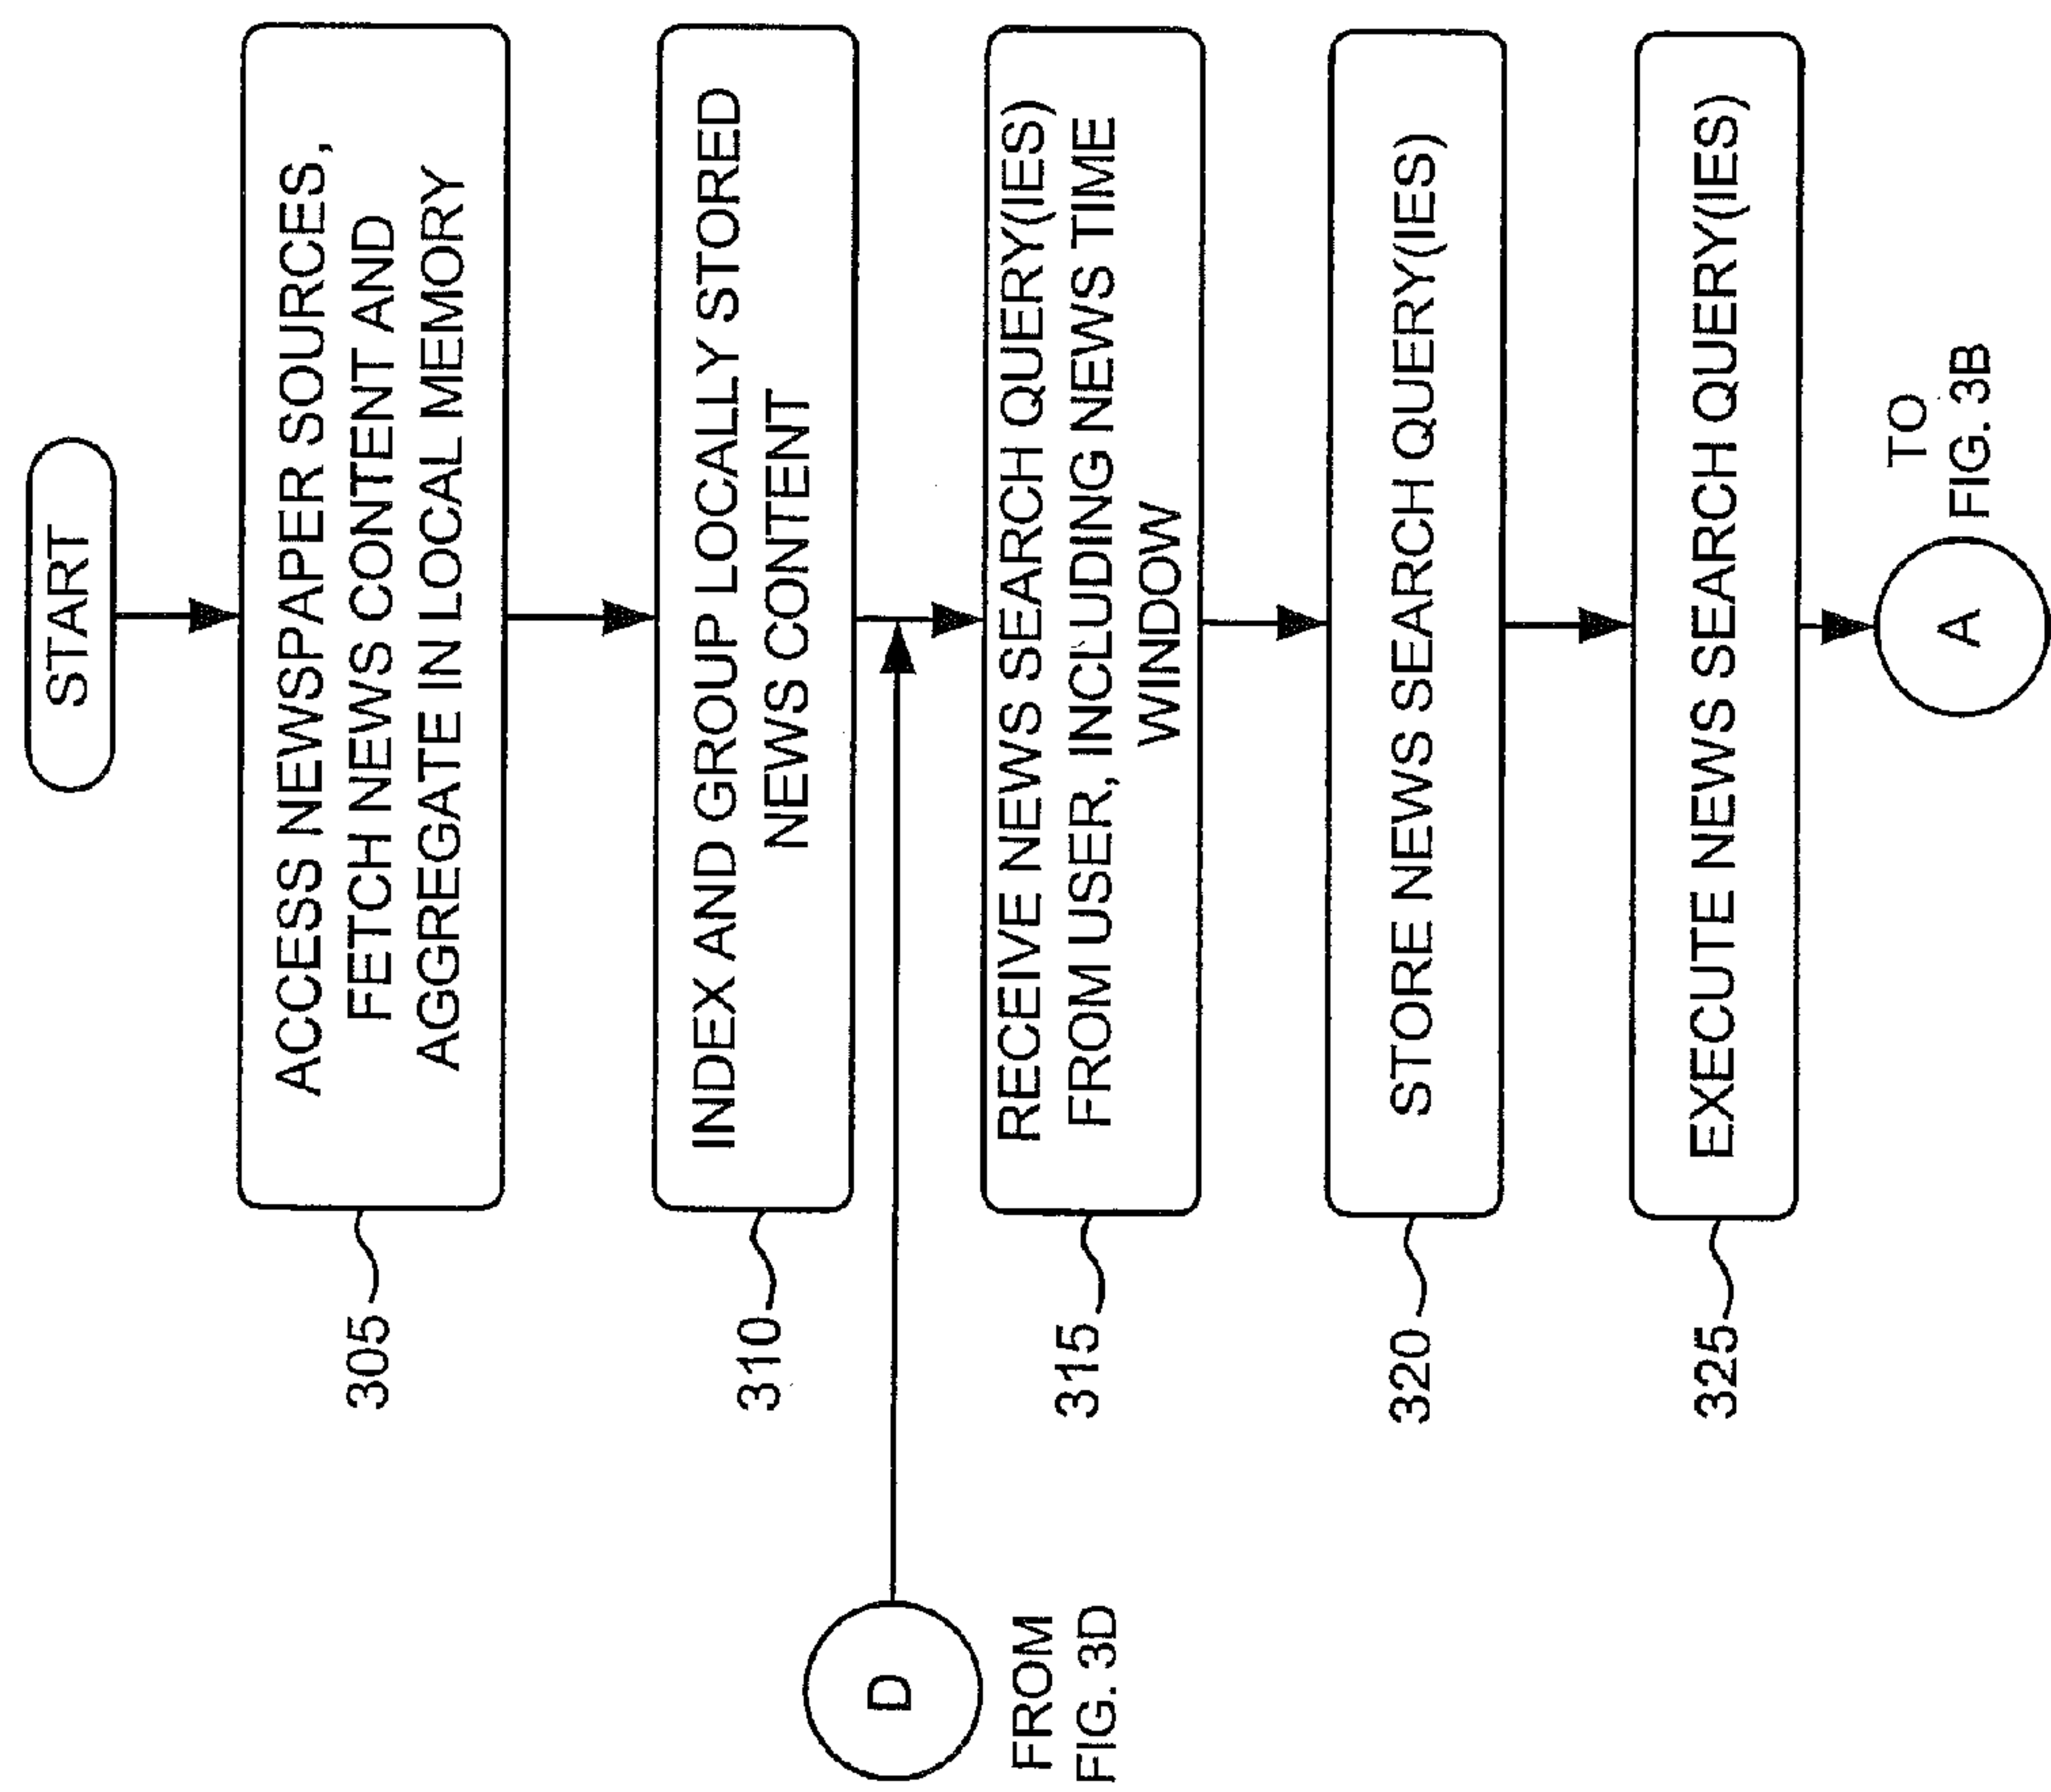 START
ACCESS NEWSPAPER SOURCES,
FETCH NEWS CONTENT AND
AGGREGATE IN LOCAL MEMORY
305
INDEX AND GROUP LOCALLY STORED
NEWS CONTENT
310
D
FROM
FIG. 3D
RECEIVE NEWS SEARCH QUERY(IES)
FROM USER, INCLUDING NEWS TIME
WINDOW
315
STORE NEWS SEARCH QUERY(IES)
320
EXECUTE NEWS SEARCH QUERY(IES)
325
A
TO
FIG. 3B